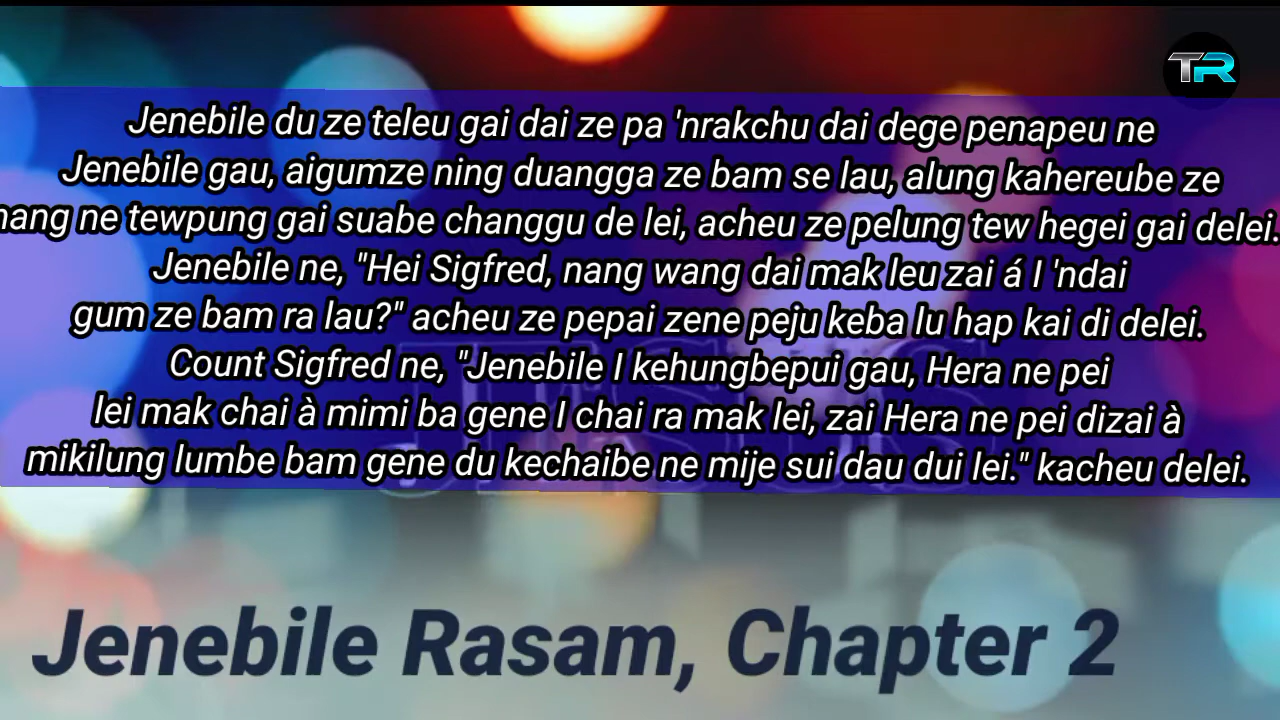 TR
Jenebile du ze teleu gai dai ze pa 'nrakchu dai dege penapeu ne
Jenebile gau, aigumze ning duangga ze bam se lau, alung kahereube ze
nang ne tewpung gai suabe changgu de lei, acheu ze pelung tew hegei gai delei.
Jenebile ne, "Hei Sigfred, nang wang dai mak leu zai á I 'ndai
gum ze bam ra lau?" acheu ze pepai zene peju keba lu hap kai di delei.
Count Sigfred ne, "Jenebile I kehungbepui gau, Hera ne pei
lei mak chai à mimi ba gene I chai ra mak lei, zai Hera ne pei dizai à
mikilung lumbe bam gene du kechaibe ne mije sui dau dui lei." kacheu delei.
JESUS
Jenebile Rasam, Chapter 2